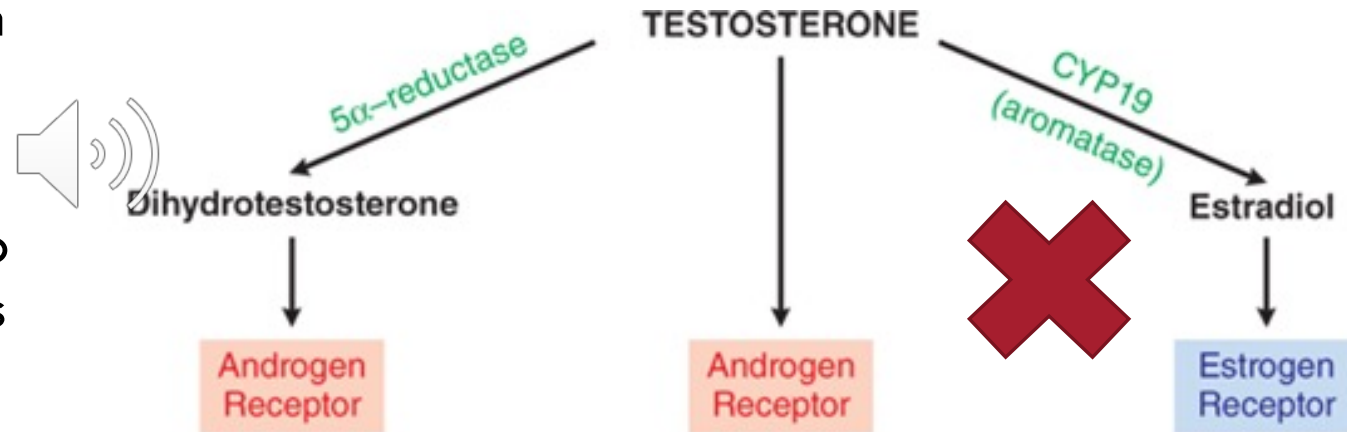 TESTOSTERONE
5α–reductase
CYP19
(aromatase)
Dihydrotestosterone
Estradiol
Androgen
Receptor
Androgen
Receptor
Estrogen
Receptor